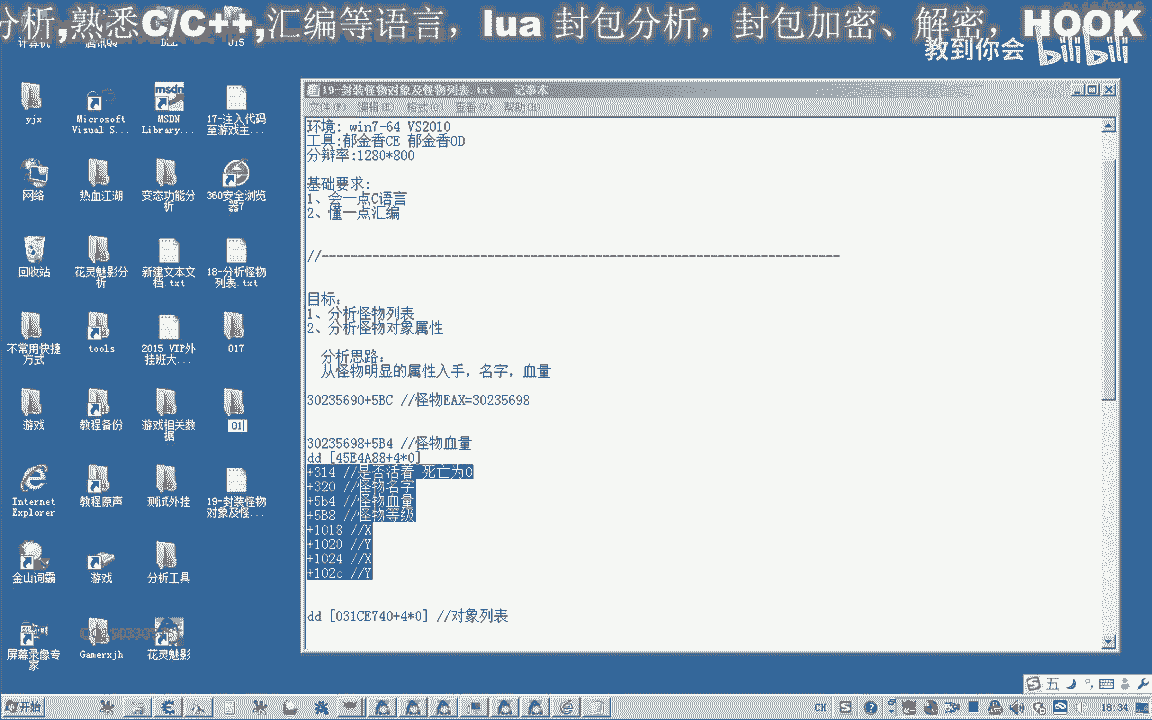 分析,熟悉C/C++,汇编等语言，lua 封包分析，封包加密、解密，HOOK
教到你会 bilibili
计算机
腾讯QQ
DLL
015
yjx
Microsoft Visual S...
MSDN Library...
17-注入代码至游戏主...
网络
热血江湖
变态功能分析
360安全浏览器7
回收站
花灵魅影分析
新建文本文档.txt
18-分析怪物列表.txt
不常用快捷方式
tools
2015 VIP外挂班大...
017
游戏
教程备份
游戏相关数据
01
Internet Explorer
教程原声
测试外挂
19-封装怪物对象及怪...
金山词霸
游戏
分析工具
屏幕录像专家
Gamerxjh
花灵魅影
19-封装怪物对象及怪物列表.txt - 记事本
文件(F) 编辑(E) 格式(O) 查看(V) 帮助(H)
环境: win7-64 VS2010
工具:郁金香CE 郁金香OD
分辩率:1280*800
基础要求:
1、会一点C语言
2、懂一点汇编
//------------------------------------------------------------------------
目标:
1、分析怪物列表
2、分析怪物对象属性
分析思路:
从怪物明显的属性入手，名字，血量
30235690+5BC //怪物EAX=30235698
30235698+5B4 //怪物血量
dd [45E4A88+4*0]
+314 //是否活着 死亡为0
+320 //怪物名字
+5b4 //怪物血量
+5B8 //怪物等级
+1018 //X
+1020 //Y
+1024 //X
+102c //Y
dd [031CE740+4*0] //对象列表
五
开始
CH
18:34